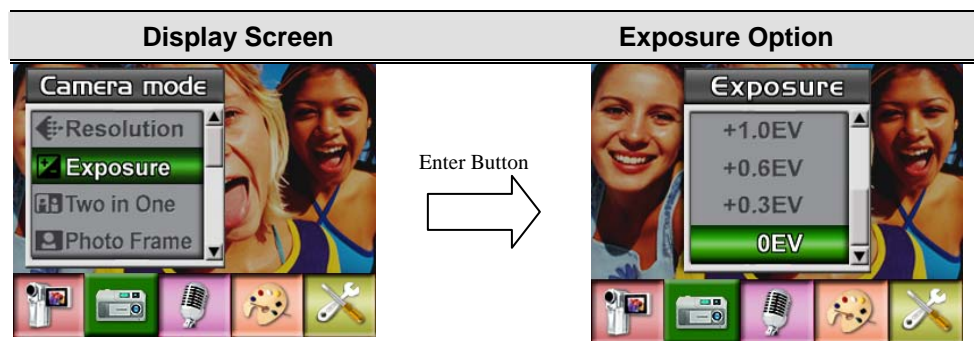 Display Screen
Exposure Option
Camera mode
Resolution
Exposure
Two in One
Photo Frame
Enter Button
Exposure
+1.0EV
+0.6EV
+0.3EV
0EV